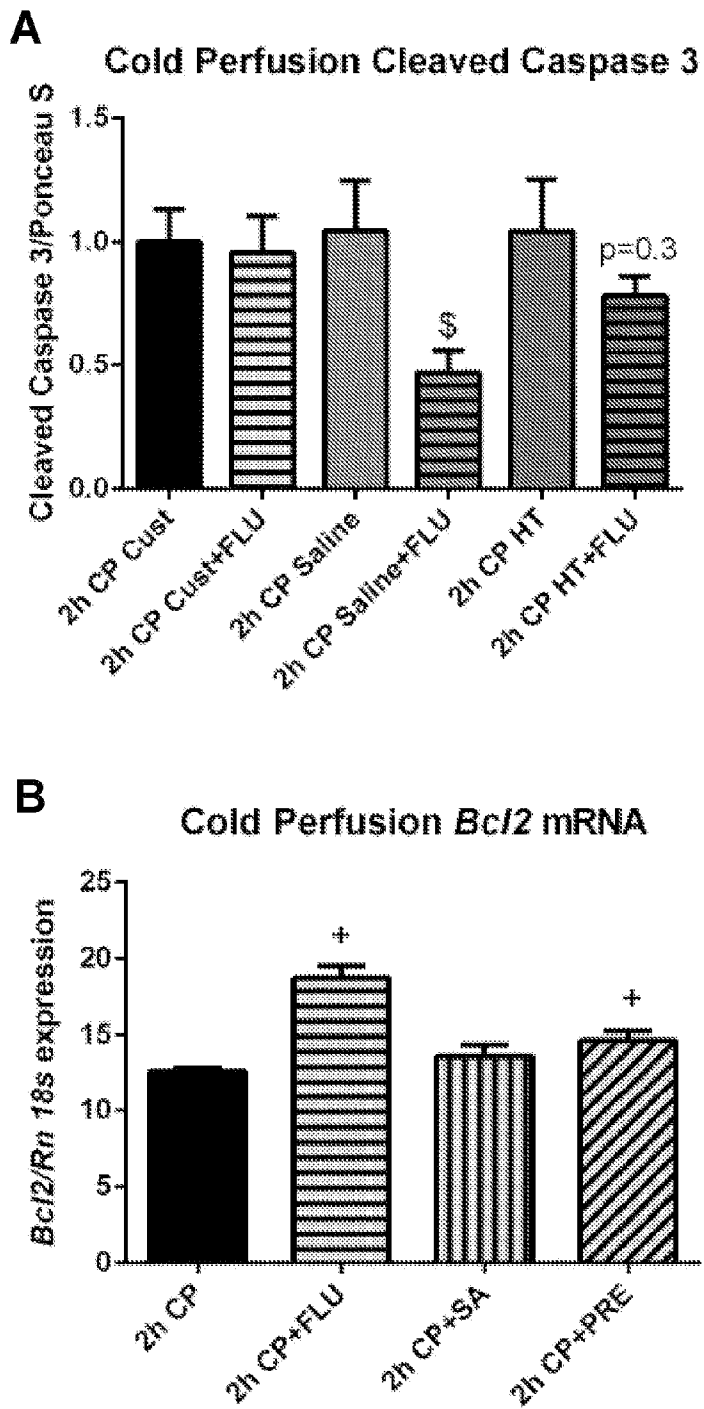 A
Cold Perfusion Cleaved Caspase 3
Cleaved Caspase 3/Ponceau S
1.5
1.0
0.5
0.0
$
p=0.3
2h CP Cust
2h CP Cust+FLU
2h CP Saline
2h CP Saline+FLU
2h CP HT
2h CP HT+FLU
B
Cold Perfusion Bcl2 mRNA
Bcl2/Rn 18s expression
25
20
15
10
5
0
+
+
2h CP
2h CP+FLU
2h CP+SA
2h CP+PRE